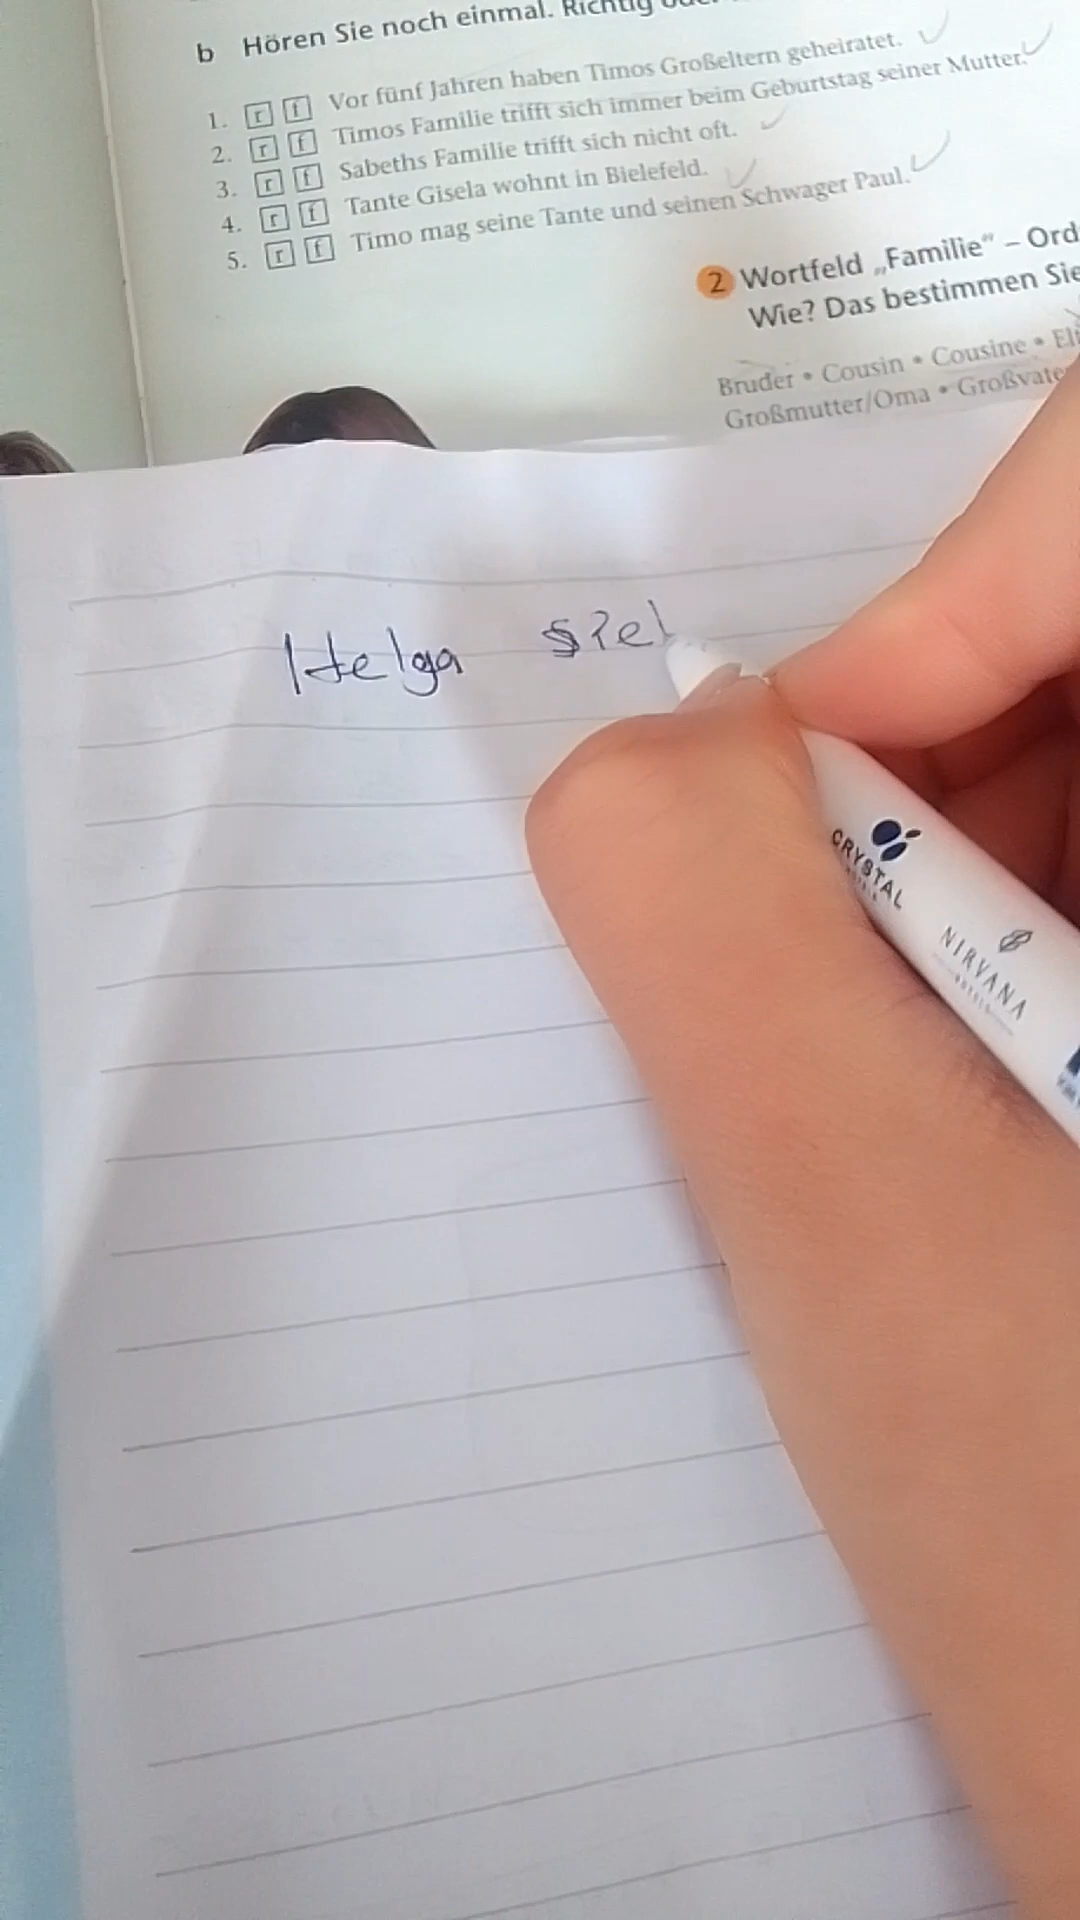 b Hören Sie noch einmal. Richtig
1. r f Vor fünf Jahren haben Timos Großeltern geheiratet.
2. r f Timos Familie trifft sich immer beim Geburtstag seiner Mutter.
3. r f Sabeths Familie trifft sich nicht oft.
4. r f Tante Gisela wohnt in Bielefeld.
5. r f Timo mag seine Tante und seinen Schwager Paul.
2 Wortfeld „Familie“ – Ord
Wie? Das bestimmen Sie
Bruder • Cousin • Cousine • Elt
Großmutter/Oma • Großvate
Helga sieh
CRYSTAL
NIRVANA